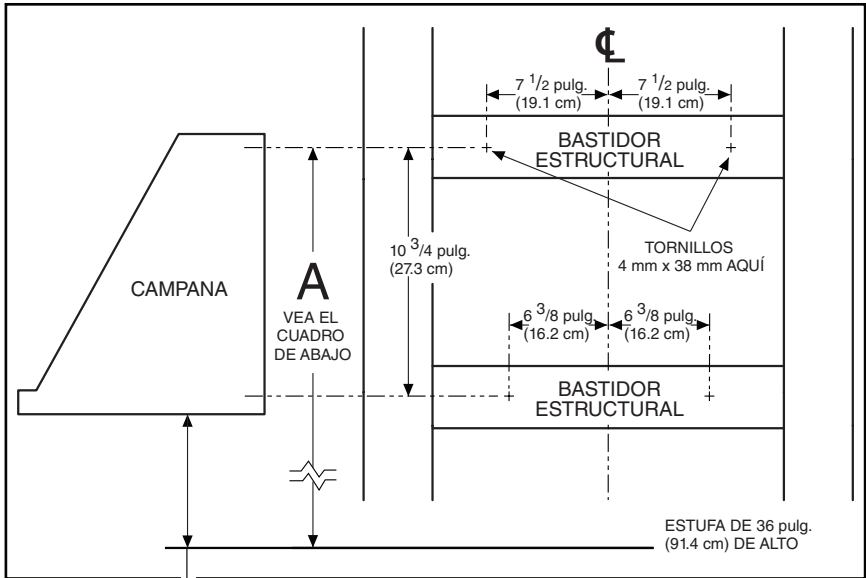 ℄
7 1/2 pulg.
(19.1 cm)
7 1/2 pulg.
(19.1 cm)
BASTIDOR
ESTRUCTURAL
10 3/4 pulg.
(27.3 cm)
TORNILLOS
4 mm x 38 mm AQUÍ
CAMPANA
A
VEA EL
CUADRO
DE ABAJO
6 3/8 pulg.
(16.2 cm)
6 3/8 pulg.
(16.2 cm)
BASTIDOR
ESTRUCTURAL
ESTUFA DE 36 pulg.
(91.4 cm) DE ALTO